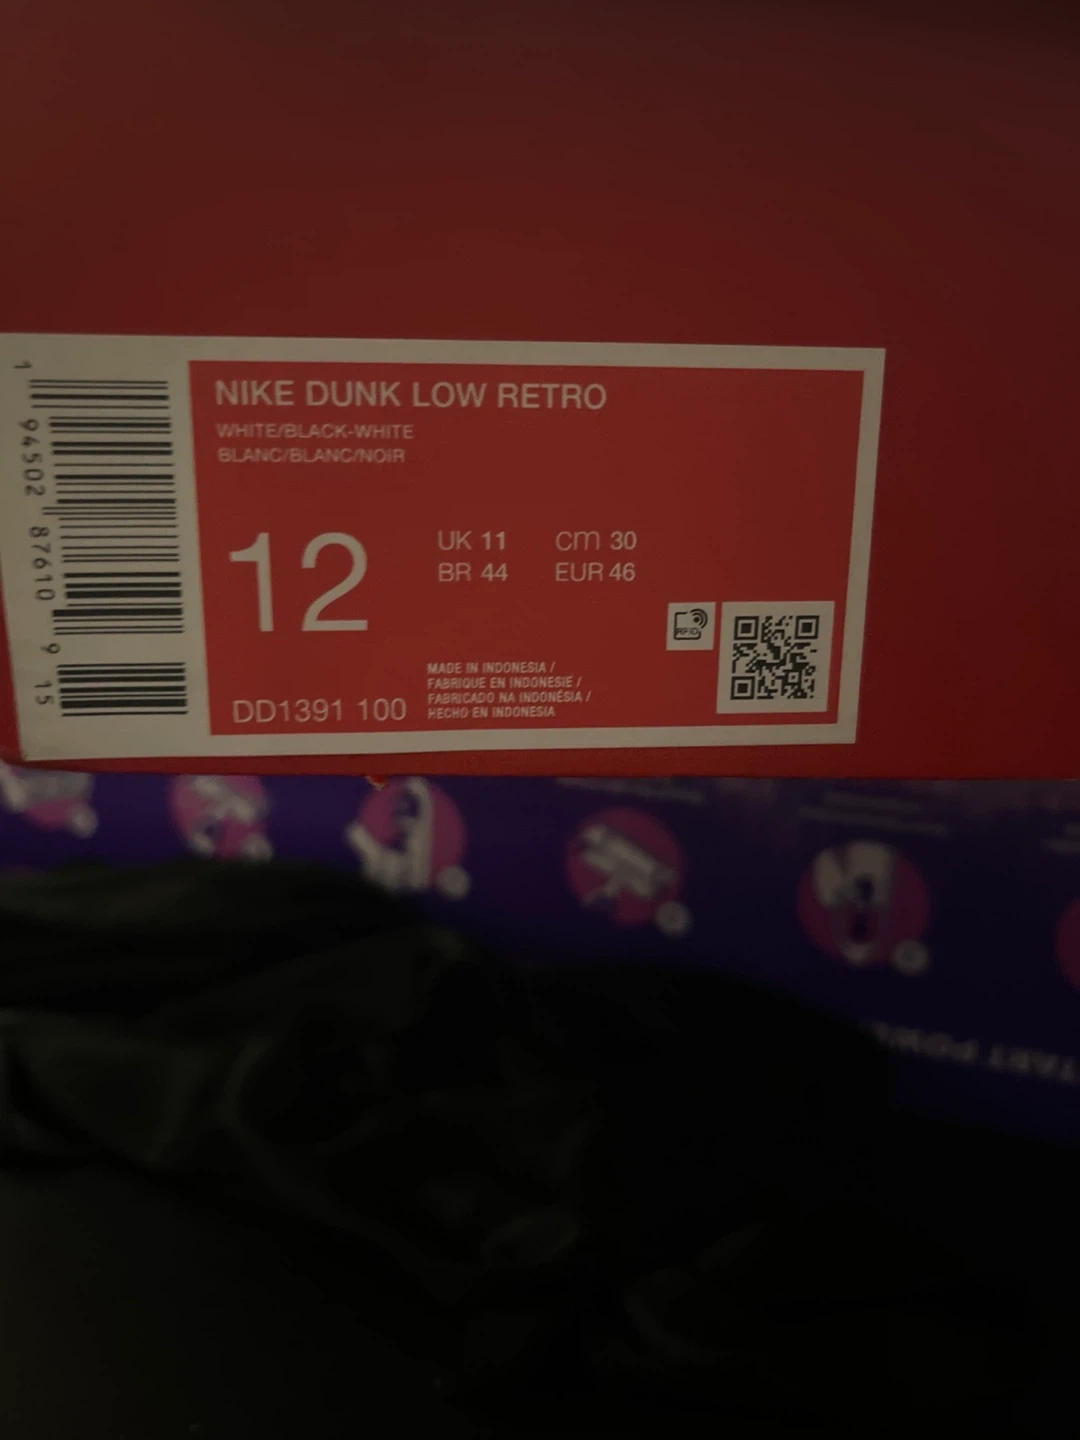 1
94502 87610 9 15
NIKE DUNK LOW RETRO
WHITE/BLACK-WHITE
BLANC/BLANC/NOIR
12
UK 11 cm 30
BR 44 EUR 46
RFID
MADE IN INDONESIA /
FABRIQUE EN INDONESIE /
FABRICADO NA INDONÉSIA /
HECHO EN INDONESIA
DD1391 100